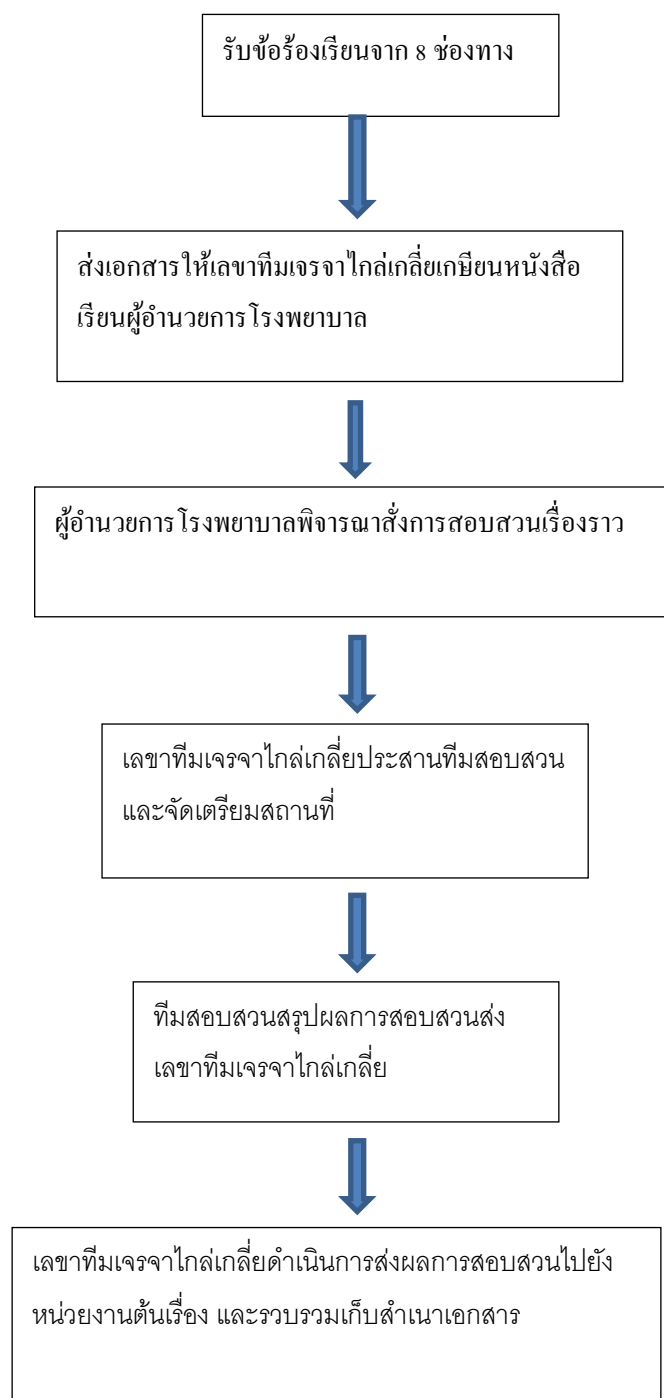 รับข้อร้องเรียนจาก 8 ช่องทาง
ส่งเอกสารให้เลขาทีมเจรจาไกล่เกลี่ยเกษียนหนังสือ
เรียนผู้อำนวยการโรงพยาบาล
ผู้อำนวยการโรงพยาบาลพิจารณาสั่งการสอบสวนเรื่องราว
เลขาทีมเจรจาไกล่เกลี่ยประสานทีมสอบสวน
และจัดเตรียมสถานที่
ทีมสอบสวนสรุปผลการสอบสวนส่ง
เลขาทีมเจรจาไกล่เกลี่ย
เลขาทีมเจรจาไกล่เกลี่ยดำเนินการส่งผลการสอบสวนไปยัง
หน่วยงานต้นเรื่อง และรวบรวมเก็บสำเนาเอกสาร